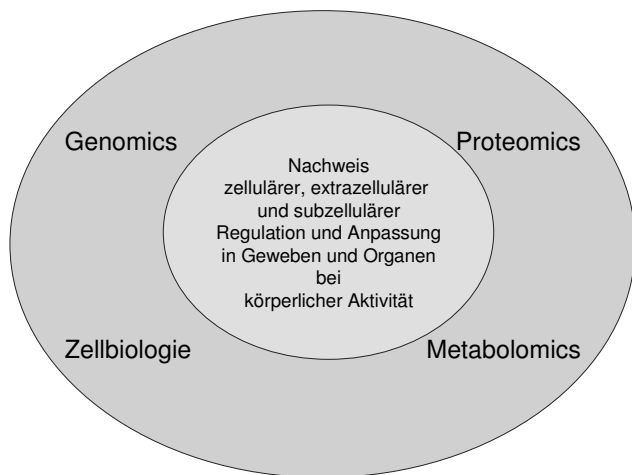 Genomics
Proteomics
Nachweis
zellulärer, extrazellulärer
und subzellulärer
Regulation und Anpassung
in Geweben und Organen
bei
körperlicher Aktivität
Zellbiologie
Metabolomics